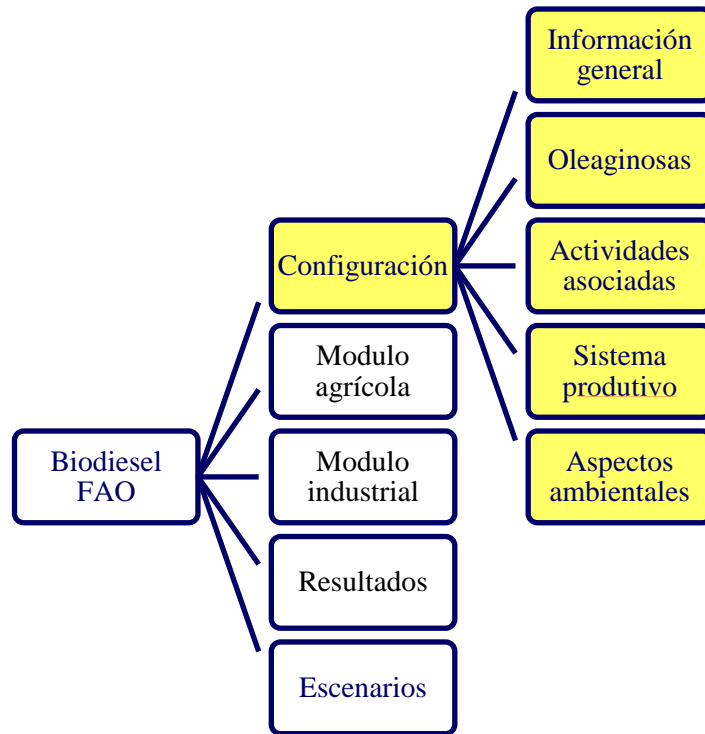 Información
general
Oleaginosas
Configuración
Actividades
asociadas
Modulo
agrícola
Sistema
produtivo
Biodiesel
FAO
Modulo
industrial
Aspectos
ambientales
Resultados
Escenarios